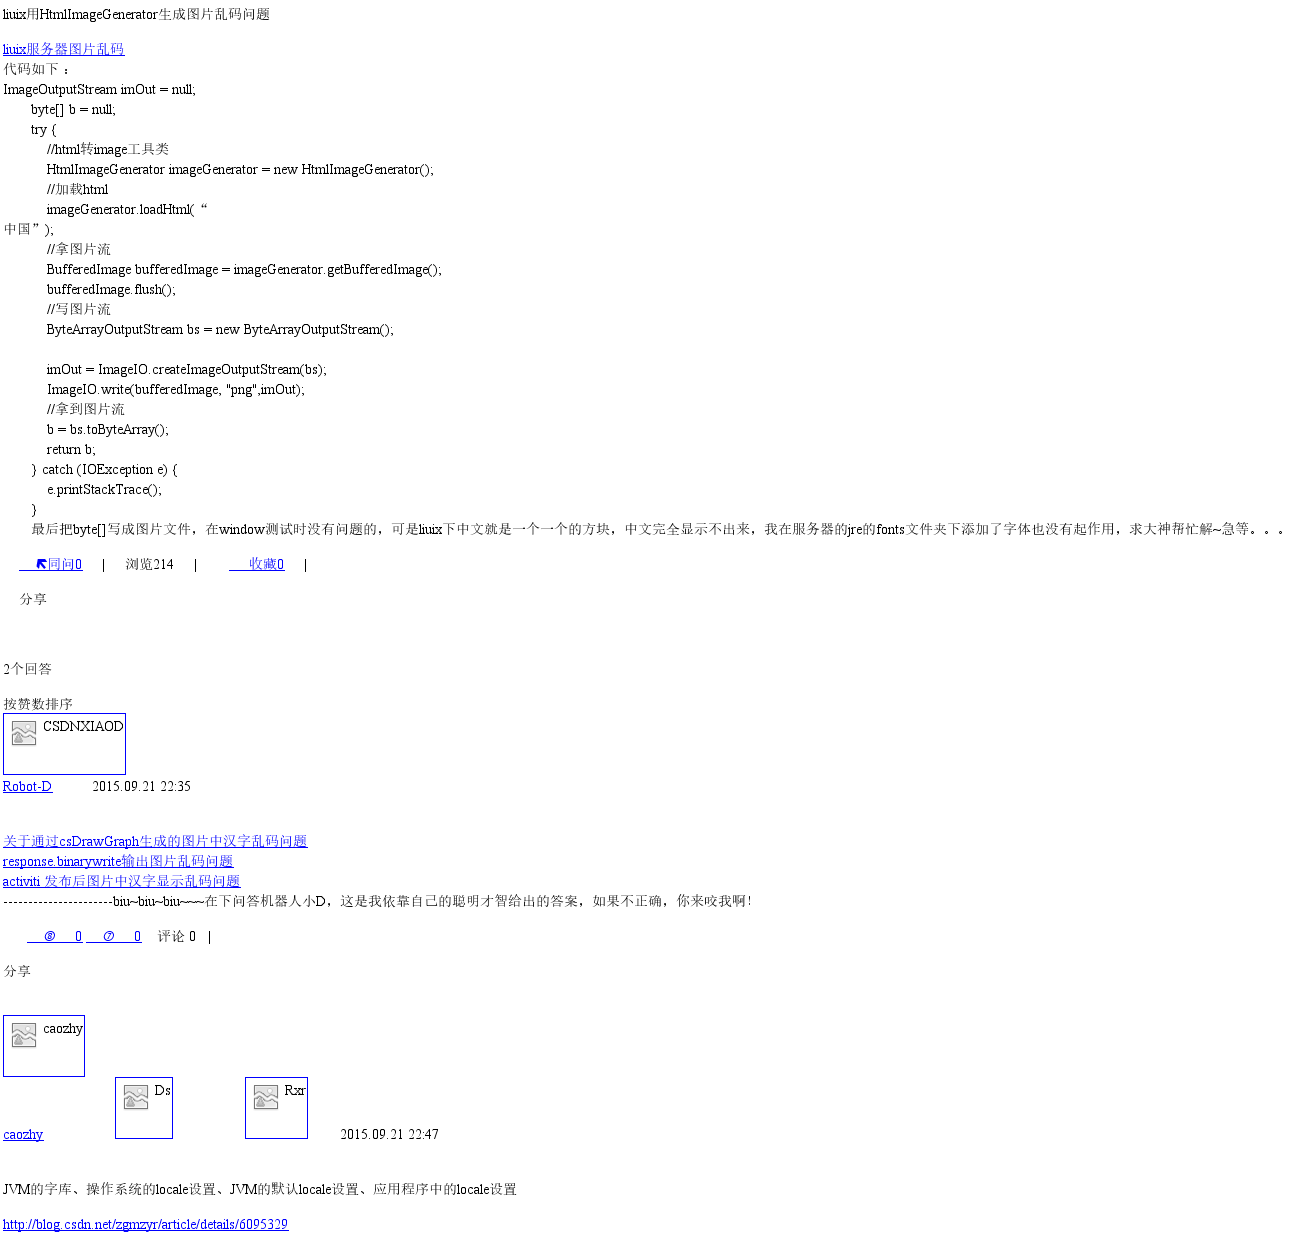 liuix用HtmlImageGenerator生成图片乱码问题
liuix服务器图片乱码
代码如下：
ImageOutputStream imOut = null;
byte[] b = null;
try {
//html转image工具类
HtmlImageGenerator imageGenerator = new HtmlImageGenerator();
//加载html
imageGenerator.loadHtml( “
中国” );
//拿图片流
BufferedImage bufferedImage = imageGenerator.getBufferedImage();
bufferedImage.flush();
//写图片流
ByteArrayOutputStream bs = new ByteArrayOutputStream();
imOut = ImageIO.createImageOutputStream(bs);
ImageIO.write(bufferedImage, "png",imOut);
//拿到图片流
b = bs.toByteArray();
return b;
} catch (IOException e) {
e.printStackTrace();
}
最后把byte[]写成图片文件，在window测试时没有问题的，可是liuix下中文就是一个一个的方块，中文完全显示不出来，我在服务器的jre的fonts文件夹下添加了字体也没有起作用，求大神帮忙解~急等。。。
同问0 | 浏览214 | 收藏0 |
分享
2个回答
按赞数排序
CSDNXIAOD
Robot-D 2015.09.21 22:35
关于通过csDrawGraph生成的图片中汉字乱码问题
response.binarywrite输出图片乱码问题
activiti 发布后图片中汉字显示乱码问题
----------------------biu~biu~biu~~~在下问答机器人小D，这是我依靠自己的聪明才智给出的答案，如果不正确，你来咬我啊！
⑧ 0 ⑦ 0 评论 0 |
分享
caozhy
Ds Rxr
caozhy 2015.09.21 22:47
JVM的字库、操作系统的locale设置、JVM的默认locale设置、应用程序中的locale设置
http://blog.csdn.net/zgmzyr/article/details/6095329